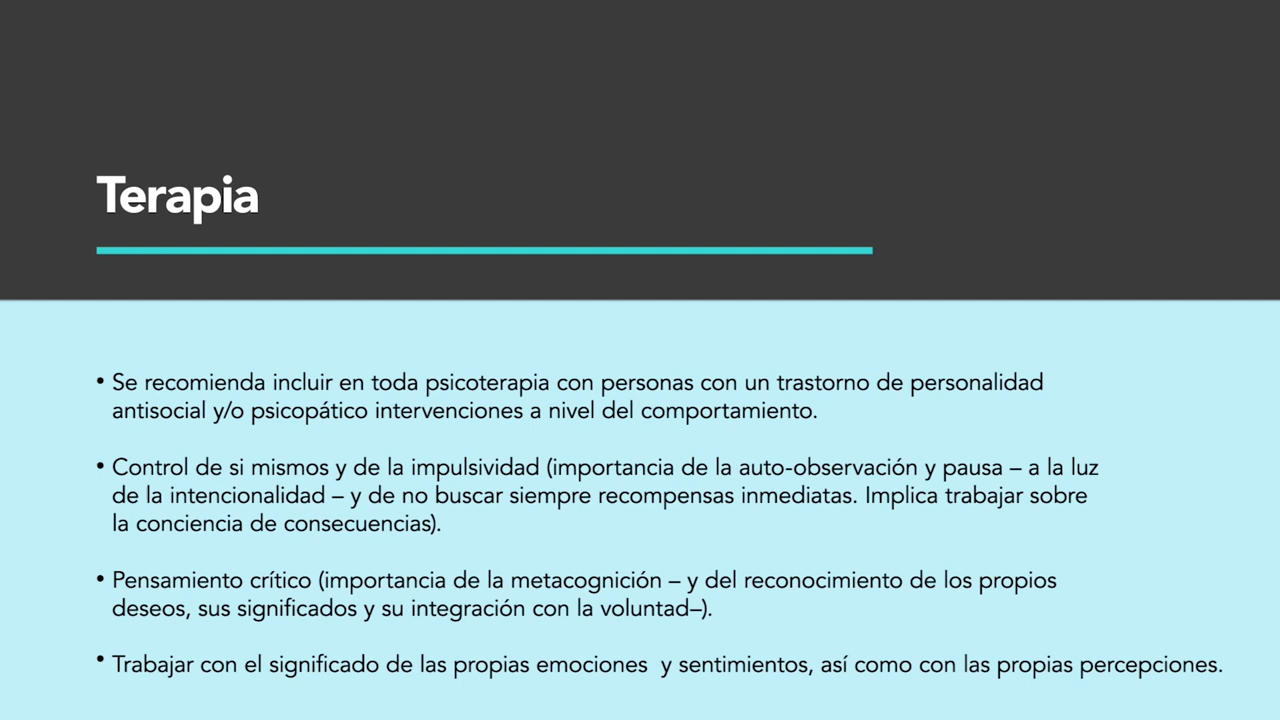 Terapia
• Se recomienda incluir en toda psicoterapia con personas con un trastorno de personalidad
antisocial y/o psicopático intervenciones a nivel del comportamiento.
• Control de si mismos y de la impulsividad (importancia de la auto-observación y pausa – a la luz
de la intencionalidad – y de no buscar siempre recompensas inmediatas. Implica trabajar sobre
la conciencia de consecuencias).
• Pensamiento crítico (importancia de la metacognición – y del reconocimiento de los propios
deseos, sus significados y su integración con la voluntad–).
• Trabajar con el significado de las propias emociones  y sentimientos, así como con las propias percepciones.